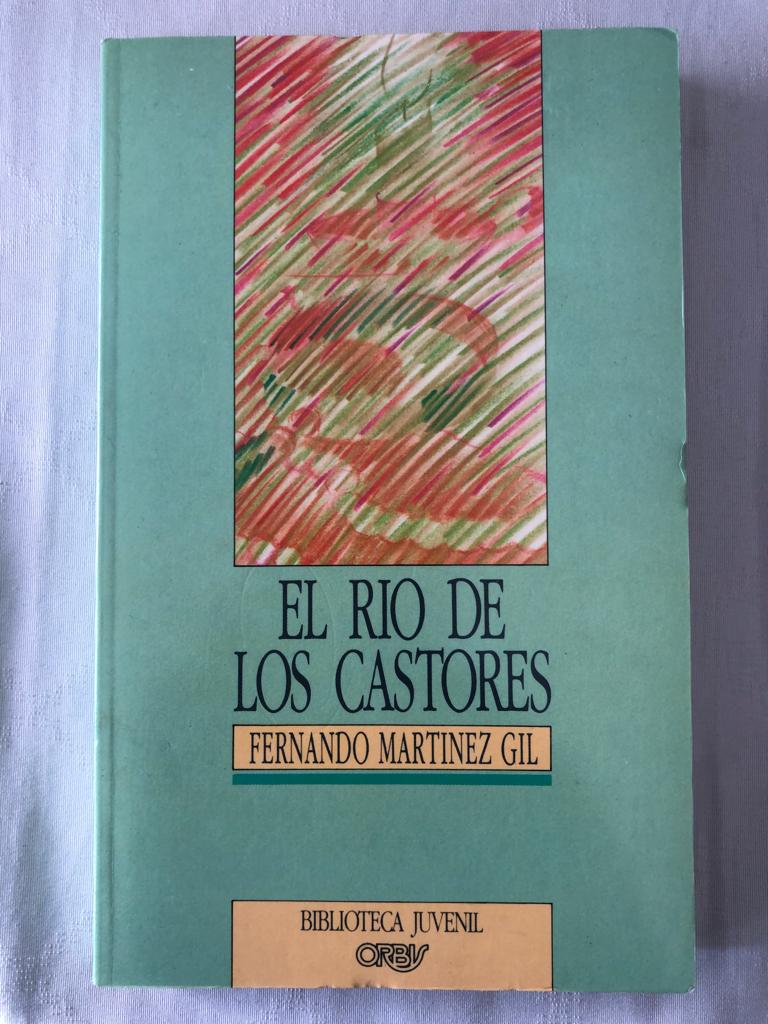 EL RIO DE
LOS CASTORES
FERNANDO MARTINEZ GIL
BIBLIOTECA JUVENIL
ORBIS